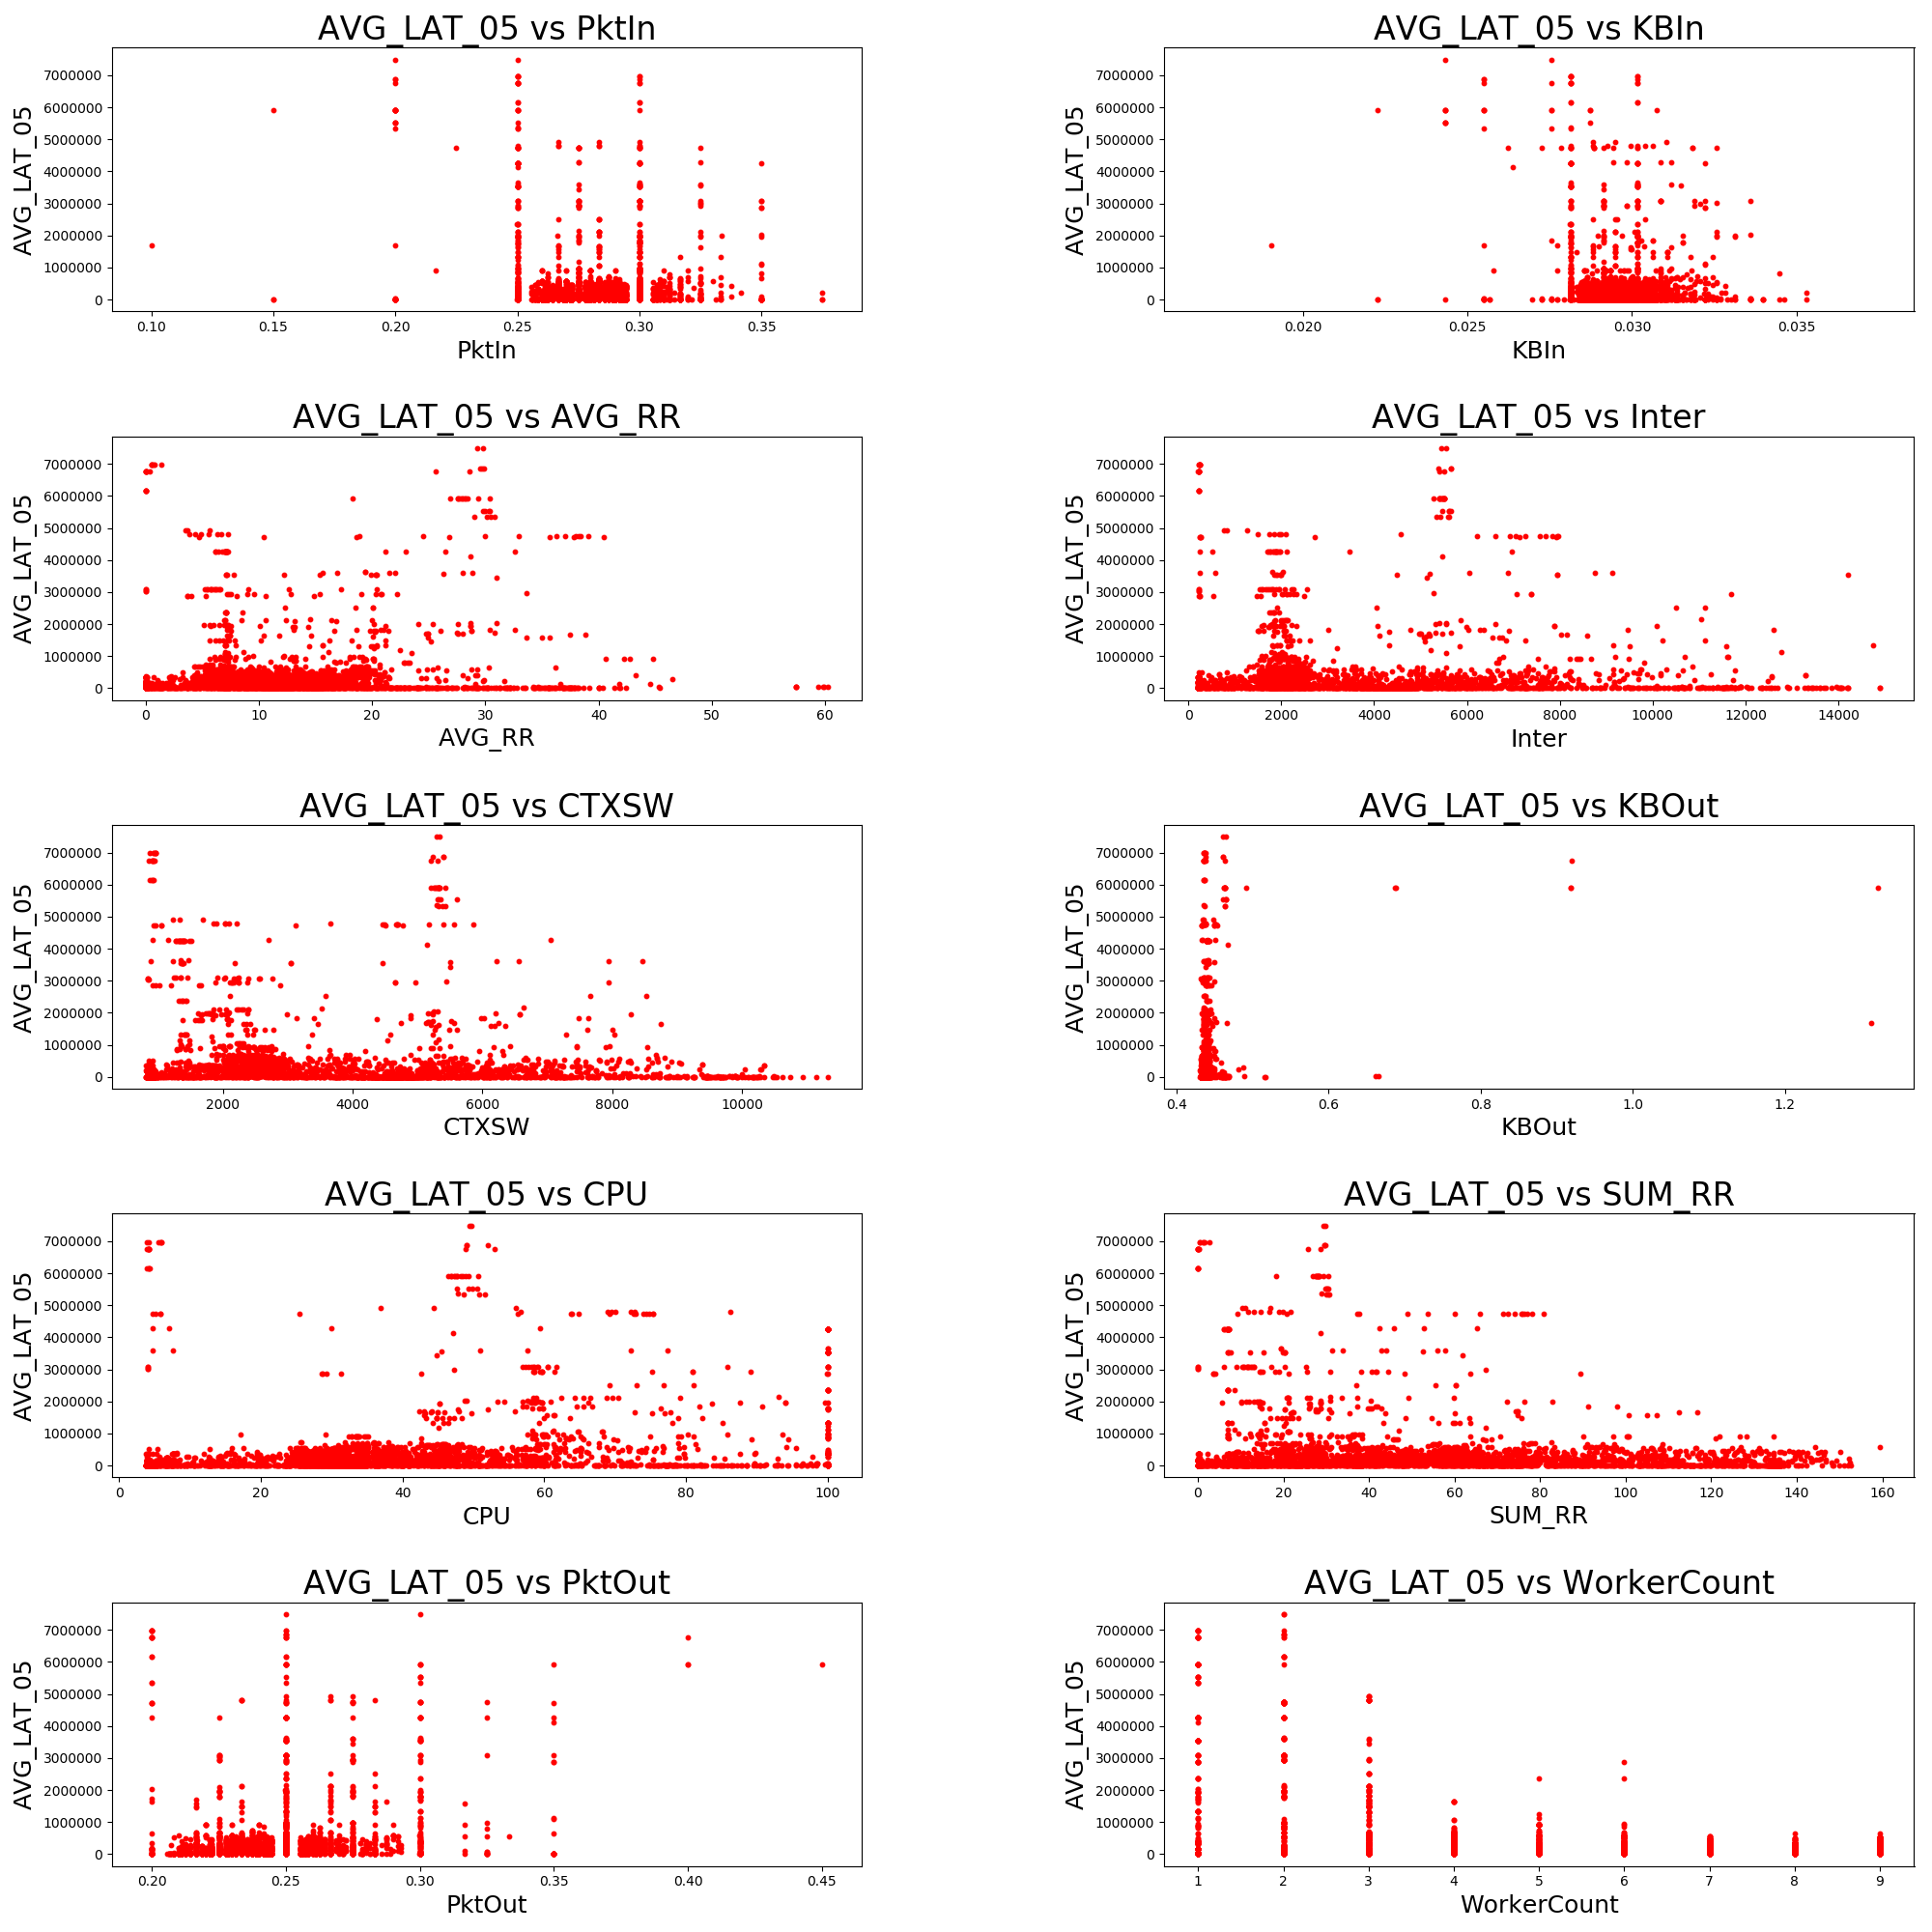 AVG_LAT_05 vs PktIn
AVG_LAT_05
7000000
6000000
5000000
4000000
3000000
2000000
1000000
0
0.10 0.15 0.20 0.25 0.30 0.35
PktIn
AVG_LAT_05 vs KBIn
AVG_LAT_05
7000000
6000000
5000000
4000000
3000000
2000000
1000000
0
0.020 0.025 0.030 0.035
KBIn
AVG_LAT_05 vs AVG_RR
AVG_LAT_05
7000000
6000000
5000000
4000000
3000000
2000000
1000000
0
0 10 20 30 40 50 60
AVG_RR
AVG_LAT_05 vs Inter
AVG_LAT_05
7000000
6000000
5000000
4000000
3000000
2000000
1000000
0
0 2000 4000 6000 8000 10000 12000 14000
Inter
AVG_LAT_05 vs CTXSW
AVG_LAT_05
7000000
6000000
5000000
4000000
3000000
2000000
1000000
0
2000 4000 6000 8000 10000
CTXSW
AVG_LAT_05 vs KBOut
AVG_LAT_05
7000000
6000000
5000000
4000000
3000000
2000000
1000000
0
0.4 0.6 0.8 1.0 1.2
KBOut
AVG_LAT_05 vs CPU
AVG_LAT_05
7000000
6000000
5000000
4000000
3000000
2000000
1000000
0
0 20 40 60 80 100
CPU
AVG_LAT_05 vs SUM_RR
AVG_LAT_05
7000000
6000000
5000000
4000000
3000000
2000000
1000000
0
0 20 40 60 80 100 120 140 160
SUM_RR
AVG_LAT_05 vs PktOut
AVG_LAT_05
7000000
6000000
5000000
4000000
3000000
2000000
1000000
0
0.20 0.25 0.30 0.35 0.40 0.45
PktOut
AVG_LAT_05 vs WorkerCount
AVG_LAT_05
7000000
6000000
5000000
4000000
3000000
2000000
1000000
0
1 2 3 4 5 6 7 8 9
WorkerCount